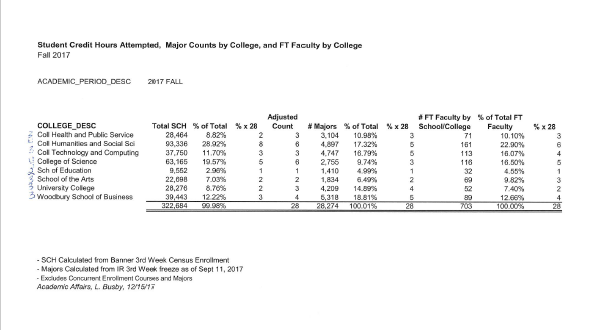 Student Credit Hours Attempted, Major Counts by College, and FT Faculty by College
Fall 2017
ACADEMIC_PERIOD_DESC 2017 FALL
Adjusted # FT Faculty by % of Total FT
COLLEGE_DESC Total SCH % of Total % x 28 Count # Majors % of Total % x 28 School/College Faculty % x 28
Coll Health and Public Service 28,464 8.82% 2 3 3,104 10.98% 3 71 10.10% 3
Coll Humanities and Social Sci 93,336 28.92% 8 6 4,897 17.32% 5 161 22.90% 6
Coll Technology and Computing 37,750 11.70% 3 3 4,747 16.79% 5 113 16.07% 4
College of Science 63,165 19.57% 5 6 2,755 9.74% 3 116 16.50% 5
Sch of Education 9,552 2.96% 1 1 1,410 4.99% 1 32 4.55% 1
School of the Arts 22,698 7.03% 2 2 1,834 6.49% 2 69 9.82% 3
University College 28,276 8.76% 2 3 4,209 14.89% 4 52 7.40% 2
Woodbury School of Business 39,443 12.22% 3 4 5,318 18.81% 5 89 12.66% 4
322,684 99.98% 28 28,274 100.01% 28 703 100.00% 28
- SCH Calculated from Banner 3rd Week Census Enrollment
- Majors Calculated from IR 3rd Week freeze as of Sept 11, 2017
- Excludes Concurrent Enrollment Courses and Majors
Academic Affairs, L. Busby, 12/15/17